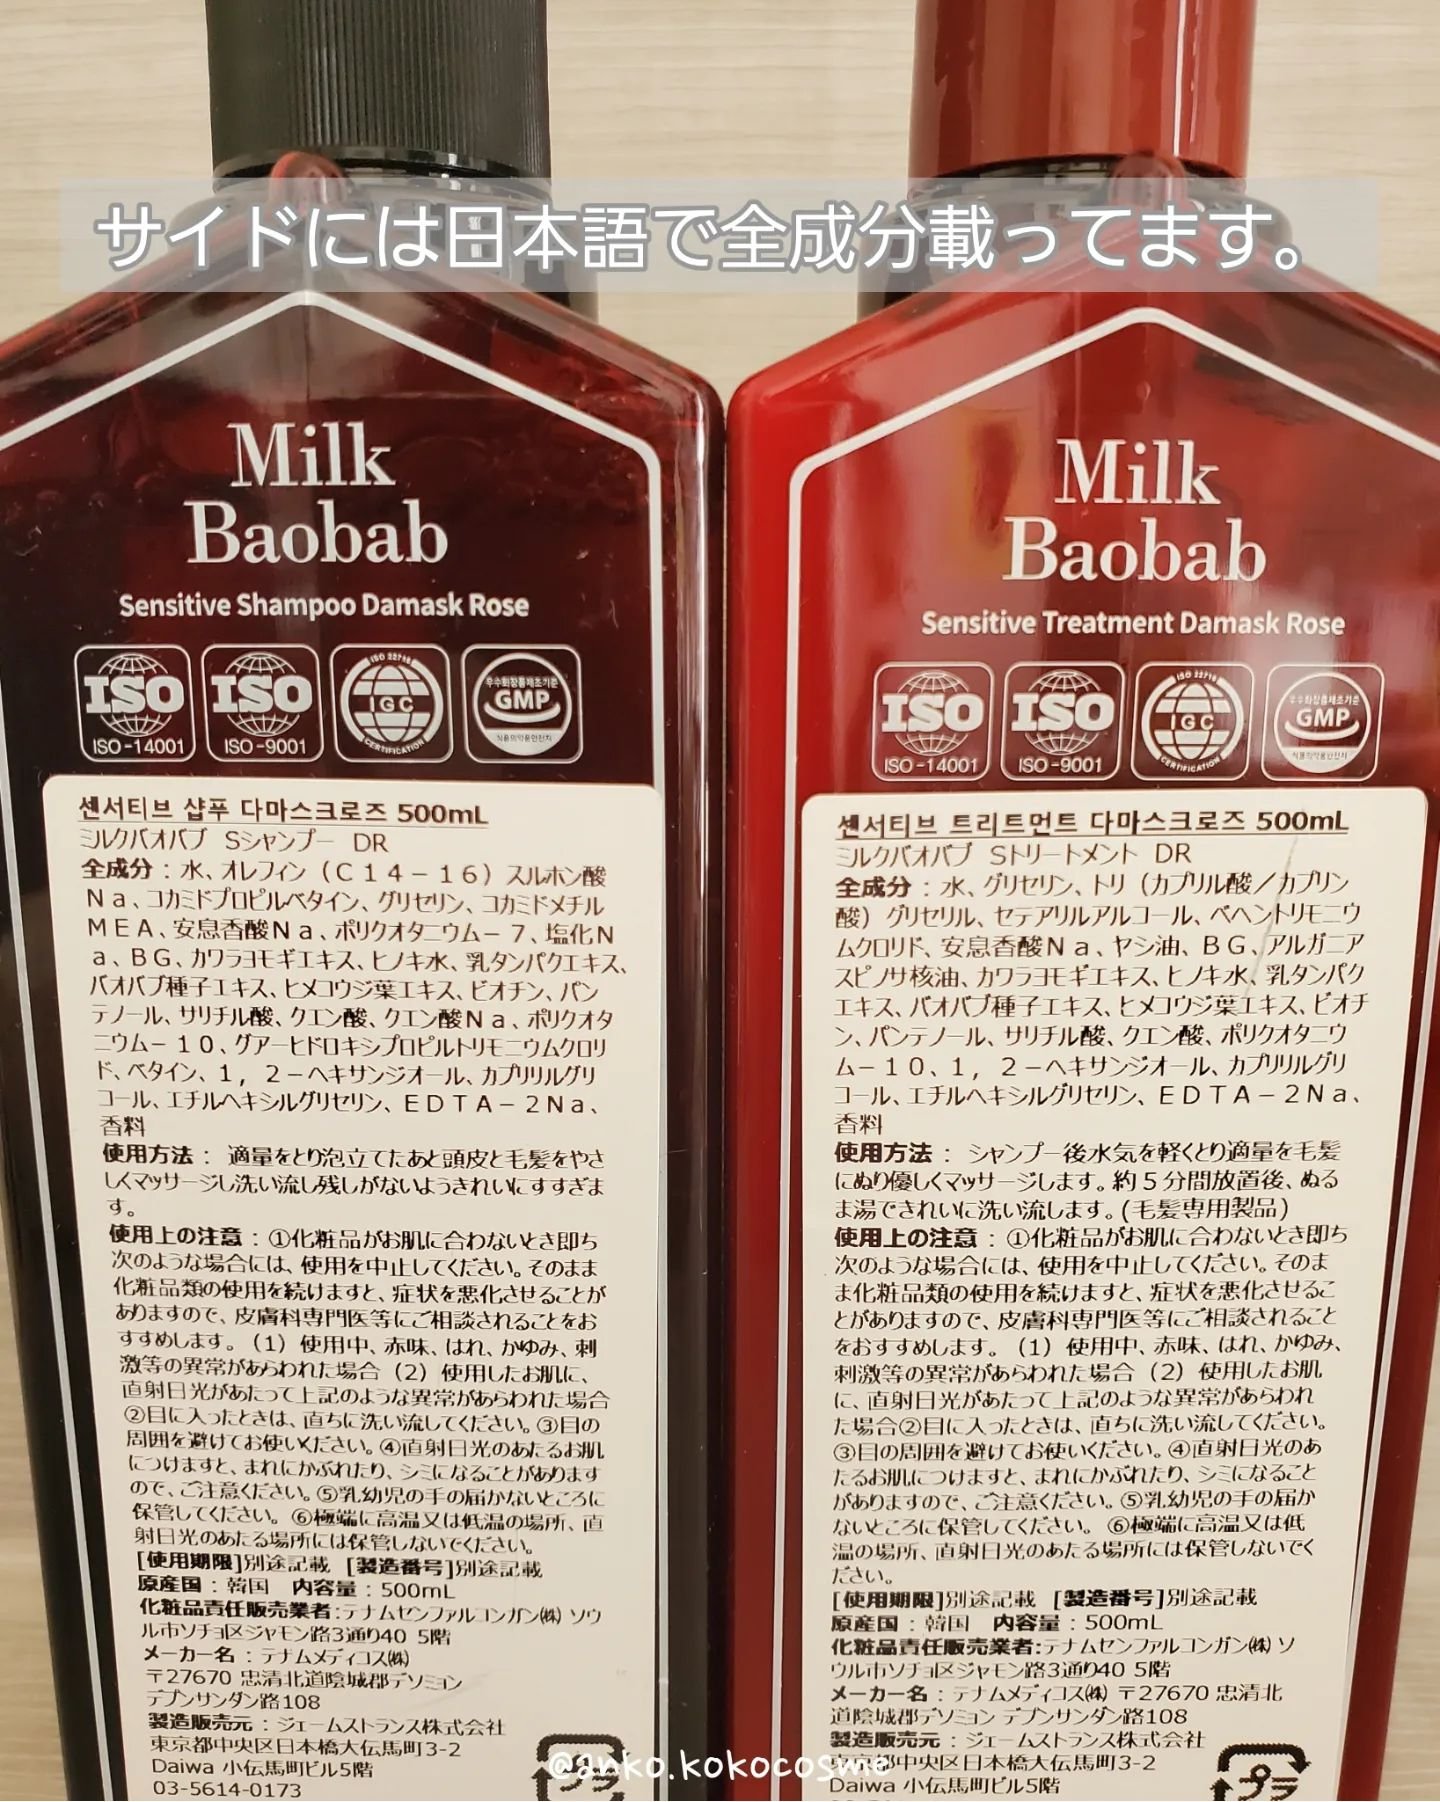 サイドには日本語で全成分載ってます。
Milk
Baobab
Sensitive Shampoo Damask Rose
ISO
ISO-14001
ISO
ISO-9001
ISO 22716
IGC
CERTIFICATION
우수화장품제조기준
GMP
식품의약품안전처
센서티브 샵푸 다마스크로즈 500mL
ミルクバオバブ Sシャンプー DR
全成分：水、オレフィン（C14－16）スルホン酸
Na、コカミドプロピルベタイン、グリセリン、コカミドメチル
MEA、安息香酸Na、ポリクオタニウム－7、塩化N
a、BG、カワラヨモギエキス、ヒノキ水、乳タンパクエキス、
バオバブ種子エキス、ヒメコウジ葉エキス、ビオチン、パン
テノール、サリチル酸、クエン酸、クエン酸Na、ポリクオタ
ニウム－10、グアーヒドロキシプロピルトリモニウムクロリ
ド、ベタイン、1，2－ヘキサンジオール、カプリリルグリ
コール、エチルヘキシルグリセリン、EDTA－2Na、
香料
使用方法： 適量をとり泡立てたあと頭皮と毛髪をやさ
しくマッサージし洗い流し残しがないようきれいにすすぎま
す。
使用上の注意：①化粧品がお肌に合わないとき即ち
次のような場合には、使用を中止してください。そのまま
化粧品類の使用を続けますと、症状を悪化させることが
ありますので、皮膚科専門医等にご相談されることをお
すすめします。（1）使用中、赤味、はれ、かゆみ、刺
激等の異常があらわれた場合（2）使用したお肌に、
直射日光があたって上記のような異常があらわれた場合
②目に入ったときは、直ちに洗い流してください。③目の
周囲を避けてお使いください。④直射日光のあたるお肌
につけますと、まれにかぶれたり、シミになることがあります
ので、ご注意ください。⑤乳幼児の手の届かないところに
保管してください。⑥極端に高温又は低温の場所、直
射日光のあたる場所には保管しないでください。
[使用期限]別途記載 [製造番号]別途記載
原産国：韓国 内容量：500mL
化粧品責任販売業者:テナムセンファルコンガン㈱ ソウ
ル市ソチョ区ジャモン路3通り40 5階
メーカー名：テナムメディコス㈱
〒27670 忠清北道陰城郡デソミョン
デプンサンダン路108
製造販売元：ジェームストランス株式会社
東京都中央区日本橋大伝馬町3-2
Daiwa 小伝馬町ビル5階
03-5614-0173
プラ
Milk
Baobab
Sensitive Treatment Damask Rose
ISO
ISO-14001
ISO
ISO-9001
ISO 22716
IGC
CERTIFICATION
우수화장품제조기준
GMP
식품의약품안전처
센서티브 트리트먼트 다마스크로즈 500mL
ミルクバオバブ Sトリートメント DR
全成分：水、グリセリン、トリ（カプリル酸／カプリン
酸）グリセリル、セテアリルアルコール、ベヘントリモニウ
ムクロリド、安息香酸Na、ヤシ油、BG、アルガニア
スピノサ核油、カワラヨモギエキス、ヒノキ水、乳タンパク
エキス、バオバブ種子エキス、ヒメコウジ葉エキス、ビオチ
ン、パンテノール、サリチル酸、クエン酸、ポリクオタニウ
ム－10、1，2－ヘキサンジオール、カプリリルグリ
コール、エチルヘキシルグリセリン、EDTA－2Na、
香料
使用方法： シャンプー後水気を軽くとり適量を毛髪
にぬり優しくマッサージします。約5分間放置後、ぬる
ま湯できれいに洗い流します。(毛髪専用製品)
使用上の注意：①化粧品がお肌に合わないとき即ち
次のような場合には、使用を中止してください。そのま
ま化粧品類の使用を続けますと、症状を悪化させるこ
とがありますので、皮膚科専門医等にご相談されること
をおすすめします。（1）使用中、赤味、はれ、かゆみ、
刺激等の異常があらわれた場合（2）使用したお肌
に、直射日光があたって上記のような異常があらわれ
た場合②目に入ったときは、直ちに洗い流してください。
③目の周囲を避けてお使いください。④直射日光のあ
たるお肌につけますと、まれにかぶれたり、シミになること
がありますので、ご注意ください。⑤乳幼児の手の届か
ないところに保管してください。⑥極端に高温又は低
温の場所、直射日光のあたる場所には保管しないでく
ださい。
[使用期限]別途記載 [製造番号]別途記載
原産国：韓国 内容量：500mL
化粧品責任販売業者:テナムセンファルコンガン㈱ ソ
ウル市ソチョ区ジャモン路3通り40 5階
メーカー名：テナムメディコス㈱ 〒27670 忠清北
道陰城郡デソミョン デプンサンダン路108
製造販売元：ジェームストランス株式会社
東京都中央区日本橋大伝馬町3-2
Daiwa 小伝馬町ビル5階
プラ
@anko.kokocosme